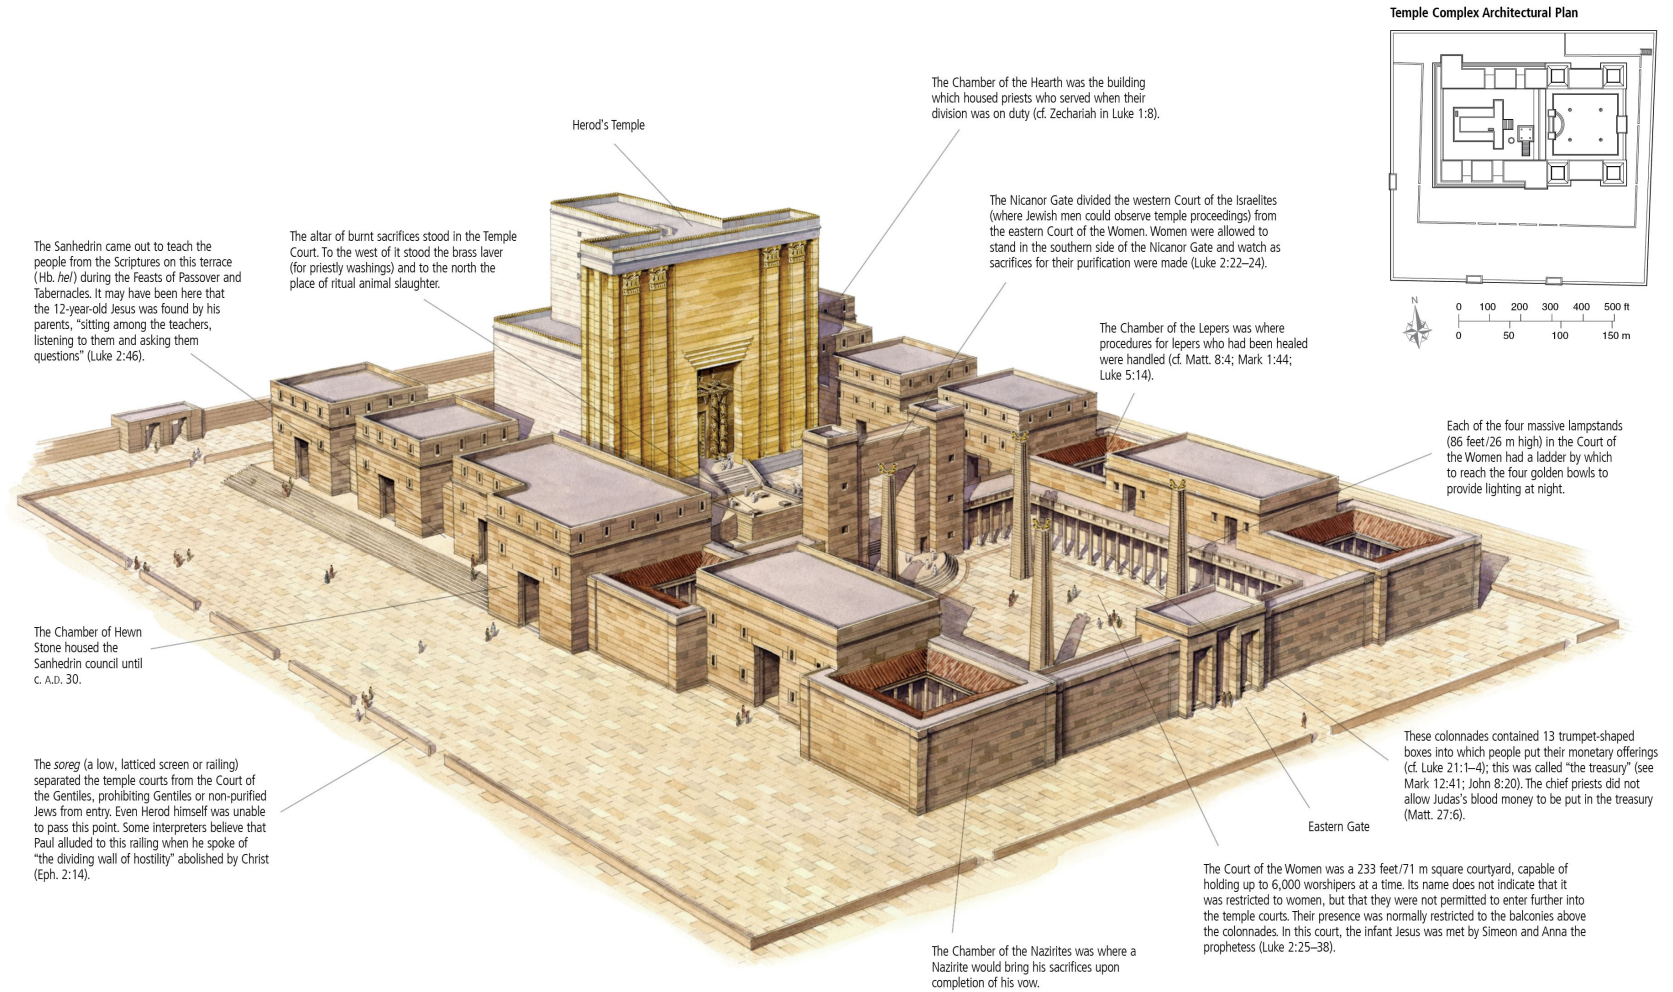 Temple Complex Architectural Plan
N
0 100 200 300 400 500 ft
0 50 100 150 m
The Chamber of the Hearth was the building
which housed priests who served when their
division was on duty (cf. Zechariah in Luke 1:8).
Herod's Temple
The Nicanor Gate divided the western Court of the Israelites
(where Jewish men could observe temple proceedings) from
the eastern Court of the Women. Women were allowed to
stand in the southern side of the Nicanor Gate and watch as
sacrifices for their purification were made (Luke 2:22–24).
The altar of burnt sacrifices stood in the Temple
Court. To the west of it stood the brass laver
(for priestly washings) and to the north the
place of ritual animal slaughter.
The Sanhedrin came out to teach the
people from the Scriptures on this terrace
(Hb. hel) during the Feasts of Passover and
Tabernacles. It may have been here that
the 12-year-old Jesus was found by his
parents, “sitting among the teachers,
listening to them and asking them
questions” (Luke 2:46).
The Chamber of the Lepers was where
procedures for lepers who had been healed
were handled (cf. Matt. 8:4; Mark 1:44;
Luke 5:14).
Each of the four massive lampstands
(86 feet/26 m high) in the Court of
the Women had a ladder by which
to reach the four golden bowls to
provide lighting at night.
The Chamber of Hewn
Stone housed the
Sanhedrin council until
c. A.D. 30.
The soreg (a low, latticed screen or railing)
separated the temple courts from the Court of
the Gentiles, prohibiting Gentiles or non-purified
Jews from entry. Even Herod himself was unable
to pass this point. Some interpreters believe that
Paul alluded to this railing when he spoke of
“the dividing wall of hostility” abolished by Christ
(Eph. 2:14).
These colonnades contained 13 trumpet-shaped
boxes into which people put their monetary offerings
(cf. Luke 21:1–4); this was called “the treasury” (see
Mark 12:41; John 8:20). The chief priests did not
allow Judas's blood money to be put in the treasury
(Matt. 27:6).
Eastern Gate
The Court of the Women was a 233 feet/71 m square courtyard, capable of
holding up to 6,000 worshipers at a time. Its name does not indicate that it
was restricted to women, but that they were not permitted to enter further into
the temple courts. Their presence was normally restricted to the balconies above
the colonnades. In this court, the infant Jesus was met by Simeon and Anna the
prophetess (Luke 2:25–38).
The Chamber of the Nazirites was where a
Nazirite would bring his sacrifices upon
completion of his vow.